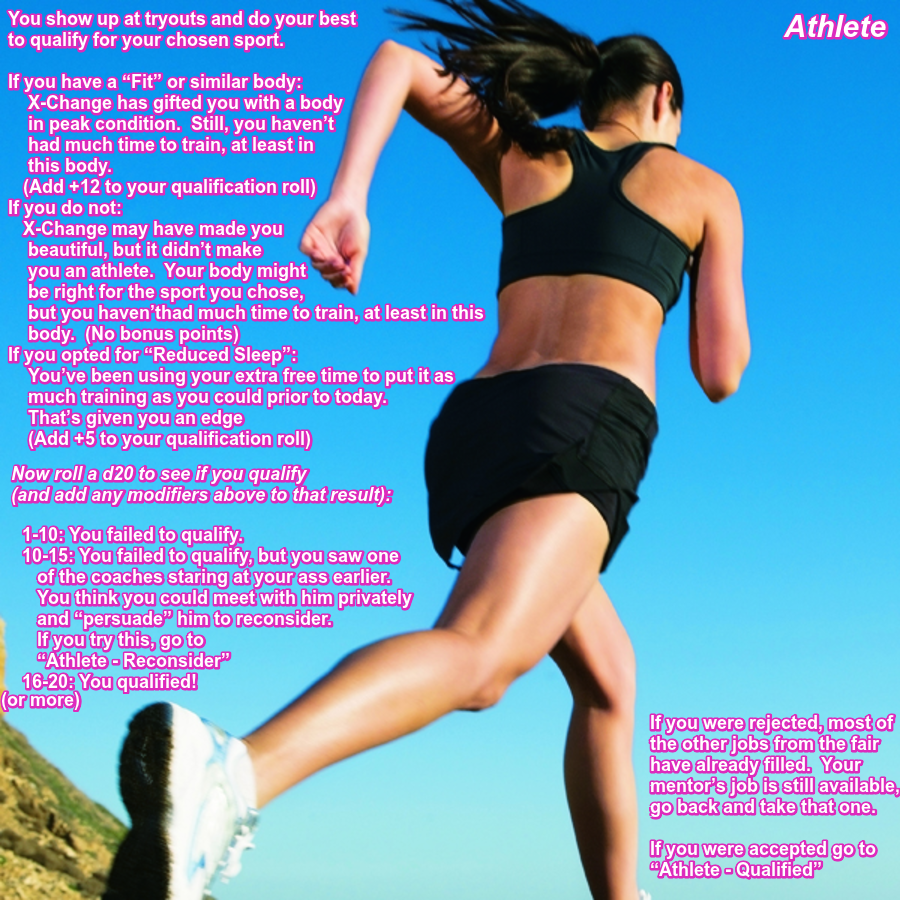 Athlete
You show up at tryouts and do your best
to qualify for your chosen sport.
If you have a “Fit” or similar body:
X-Change has gifted you with a body
in peak condition.  Still, you haven’t
had much time to train, at least in
this body.
(Add +12 to your qualification roll)
If you do not:
X-Change may have made you
beautiful, but it didn’t make
you an athlete.  Your body might
be right for the sport you chose,
but you haven’thad much time to train, at least in this
body.  (No bonus points)
If you opted for “Reduced Sleep”:
You’ve been using your extra free time to put it as
much training as you could prior to today.
That’s given you an edge
(Add +5 to your qualification roll)
Now roll a d20 to see if you qualify
(and add any modifiers above to that result):
1-10: You failed to qualify.
10-15: You failed to qualify, but you saw one
of the coaches staring at your ass earlier.
You think you could meet with him privately
and “persuade” him to reconsider.
If you try this, go to
“Athlete - Reconsider”
16-20: You qualified!
(or more)
If you were rejected, most of
the other jobs from the fair
have already filled.  Your
mentor’s job is still available,
go back and take that one.
If you were accepted go to
“Athlete - Qualified”